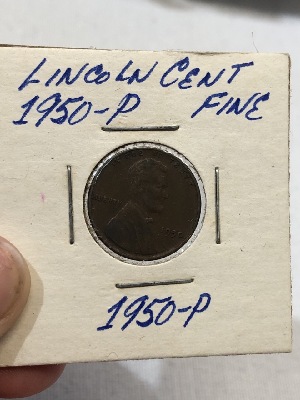 LINCOLN CENT
1950-P FINE
1950-P